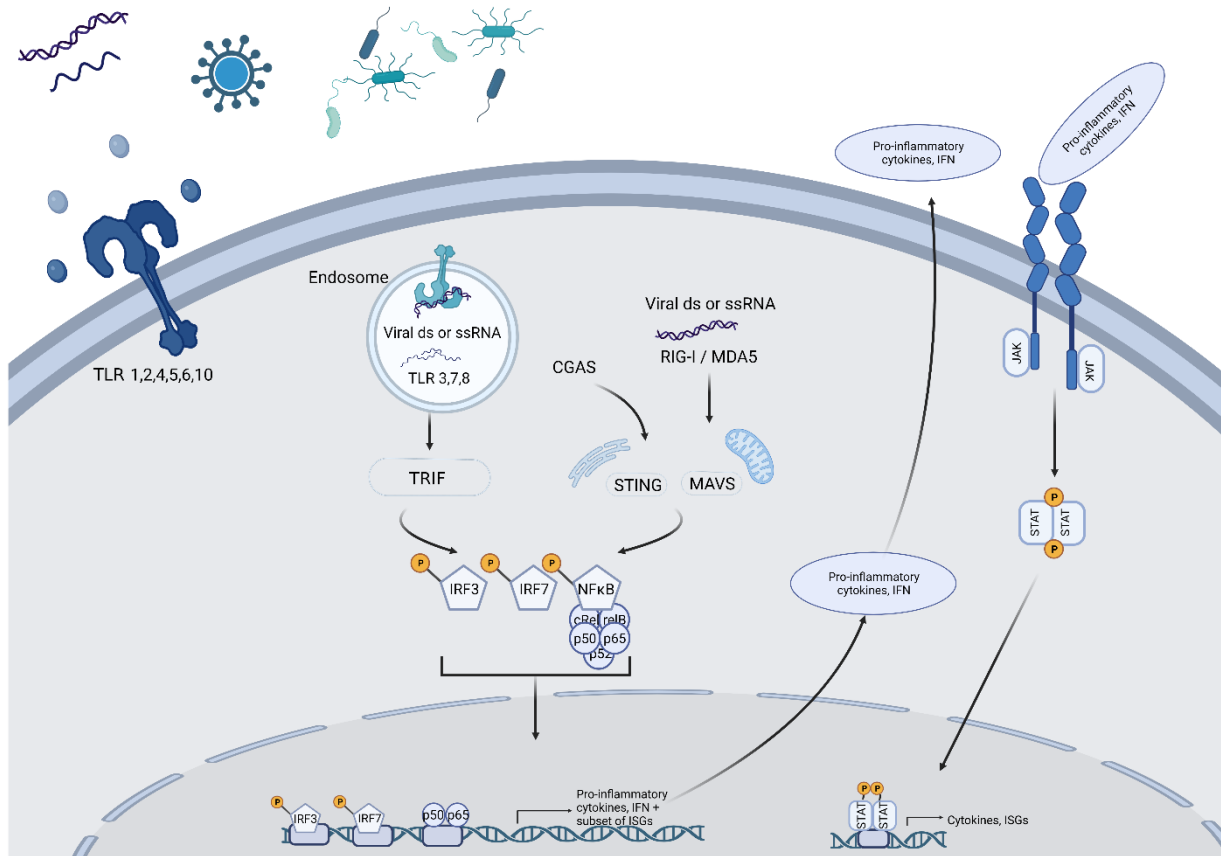 Pro-inflammatory
cytokines, IFN
Pro-inflammatory
cytokines, IFN
Endosome
Viral ds or ssRNA
TLR 3,7,8
Viral ds or ssRNA
RIG-I / MDA5
CGAS
TLR 1,2,4,5,6,10
JAK
JAK
TRIF
STING
MAVS
P
STAT
STAT
P
P
IRF3
P
IRF7
P
NFκB
cRel
relB
p50
p65
p52
Pro-inflammatory
cytokines, IFN
P
IRF3
P
IRF7
p50
p65
Pro-inflammatory
cytokines, IFN +
subset of ISGs
P
P
STAT
STAT
Cytokines, ISGs